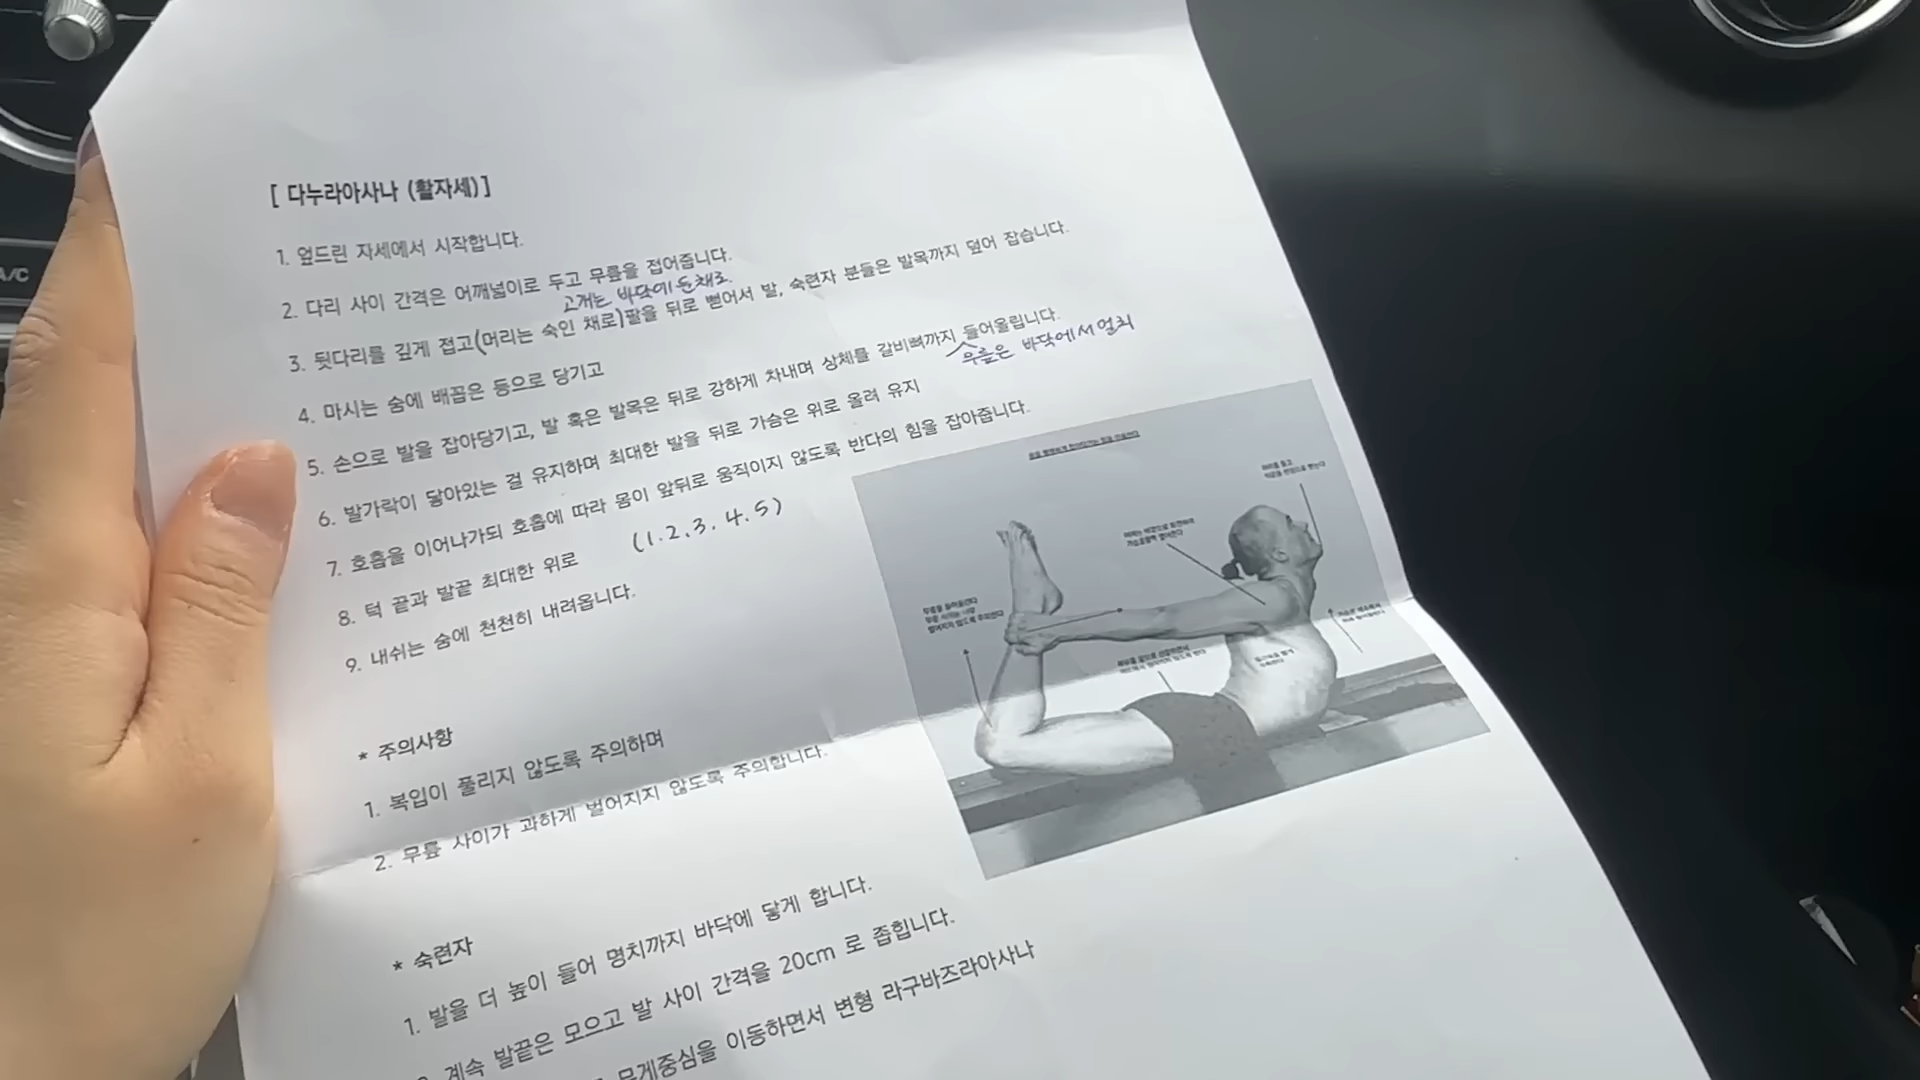 A/C
[ 다누라아사나 (활자세) ]
1. 엎드린 자세에서 시작합니다.
2. 다리 사이 간격은 어깨넓이로 두고 무릎을 접어줍니다.
고개는 바닥에 둔채로
3. 뒷다리를 깊게 접고(머리는 숙인 채로)팔을 뒤로 뻗어서 발, 숙련자 분들은 발목까지 덮어 잡습니다.
4. 마시는 숨에 배꼽은 등으로 당기고
5. 손으로 발을 잡아당기고, 발 혹은 발목은 뒤로 강하게 차내며 상체를 갈비뼈까지 들어올립니다.
무릎은 바닥에서 멀리
6. 발가락이 닿아있는 걸 유지하며 최대한 발을 뒤로 가슴은 위로 올려 유지
7. 호흡을 이어나가되 호흡에 따라 몸이 앞뒤로 움직이지 않도록 반다의 힘을 잡아줍니다.
8. 턱 끝과 발끝 최대한 위로 (1. 2. 3. 4. 5)
9. 내쉬는 숨에 천천히 내려옵니다.
* 주의사항
1. 복입이 풀리지 않도록 주의하며
2. 무릎 사이가 과하게 벌어지지 않도록 주의합니다.
* 숙련자
1. 발을 더 높이 들어 명치까지 바닥에 닿게 합니다.
계속 발끝은 모으고 발 사이 간격을 20cm 로 좁힙니다.
무게중심을 이동하면서 변형 라구바즈라아사나